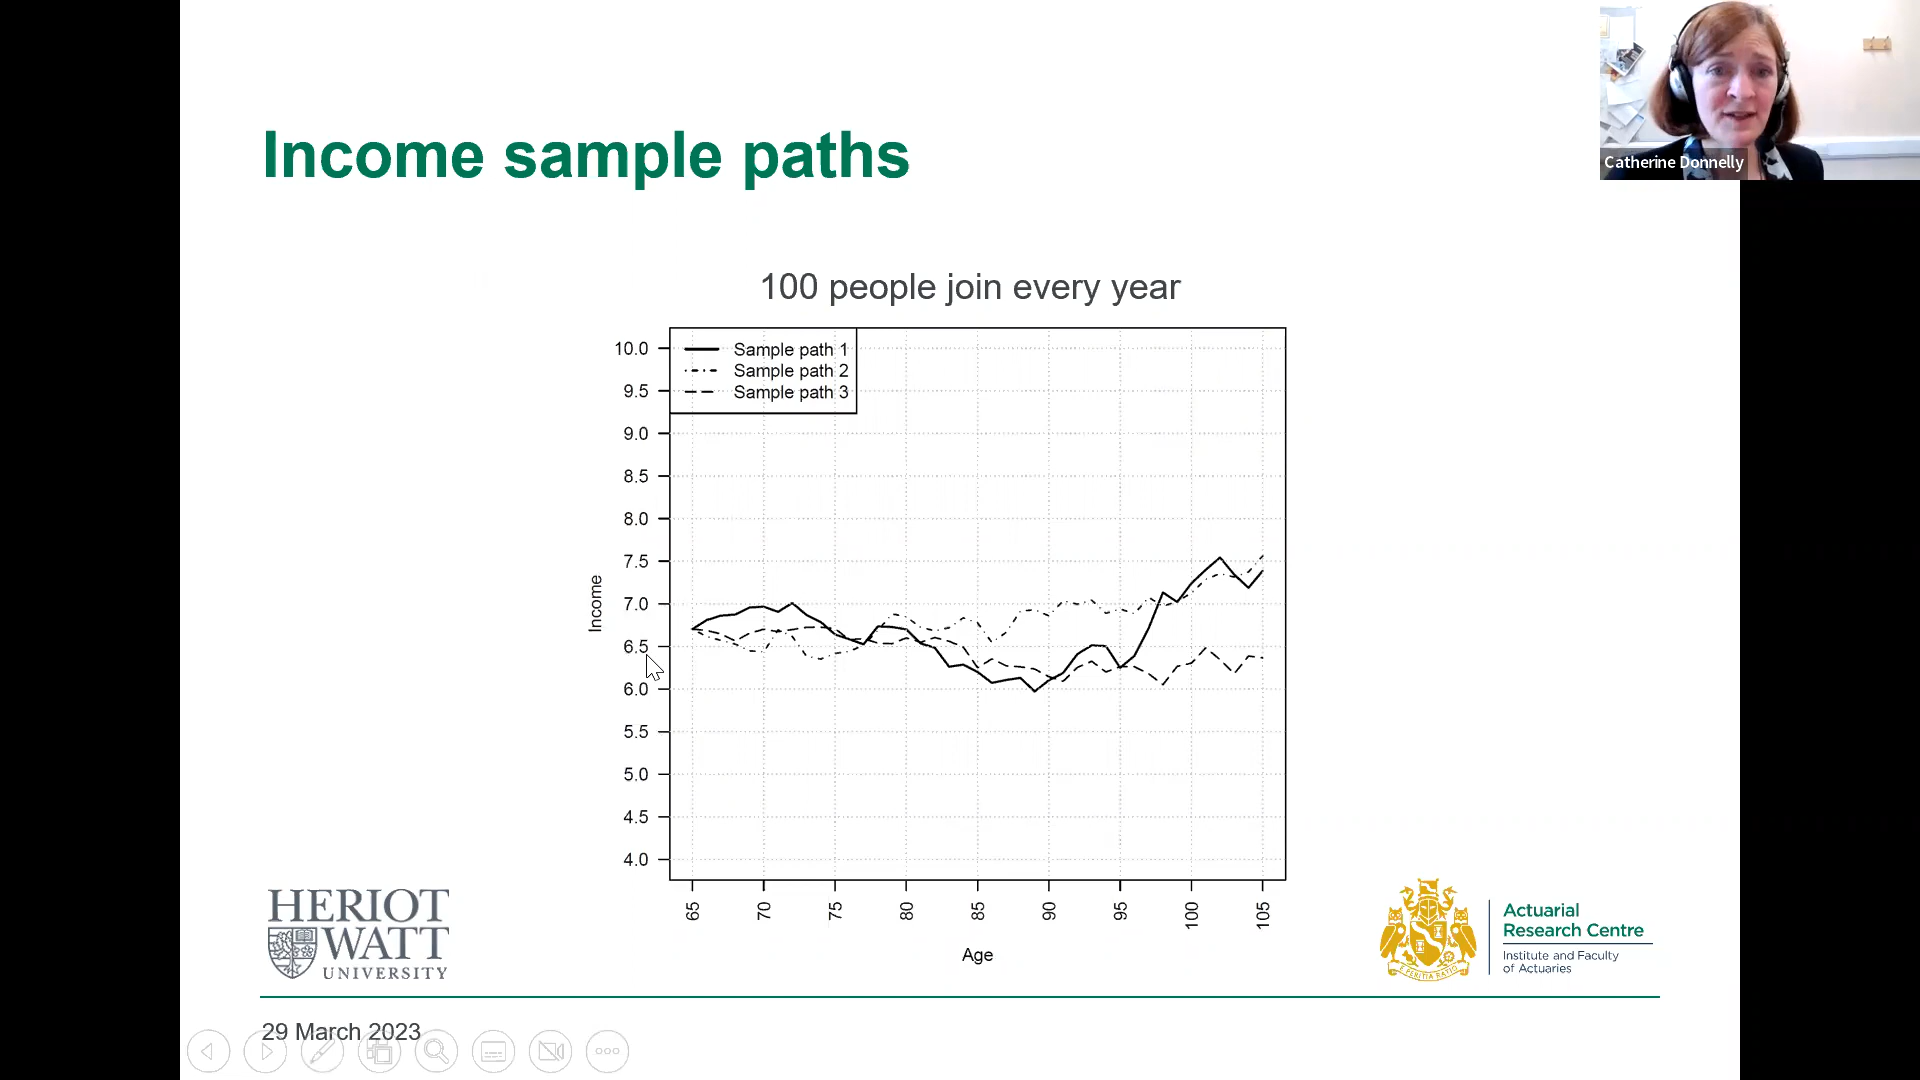 Income sample paths
Catherine Donnelly
100 people join every year
Sample path 1
Sample path 2
Sample path 3
10.0
9.5
9.0
8.5
8.0
7.5
7.0
6.5
6.0
5.5
5.0
4.5
4.0
Income
65
70
75
80
85
90
95
100
105
Age
HERIOT
WATT
UNIVERSITY
Actuarial
Research Centre
Institute and Faculty
of Actuaries
29 March 2023